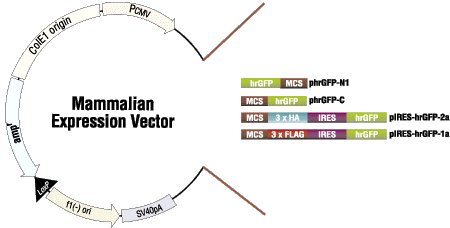 PCMV
ColE1 origin
ampr
LoxP
f1(-) ori
SV40pA
Mammalian
Expression Vector
hrGFP MCS phrGFP-N1
MCS hrGFP phrGFP-C
MCS 3 x HA IRES hrGFP pIRES-hrGFP-2a
MCS 3 x FLAG IRES hrGFP pIRES-hrGFP-1a